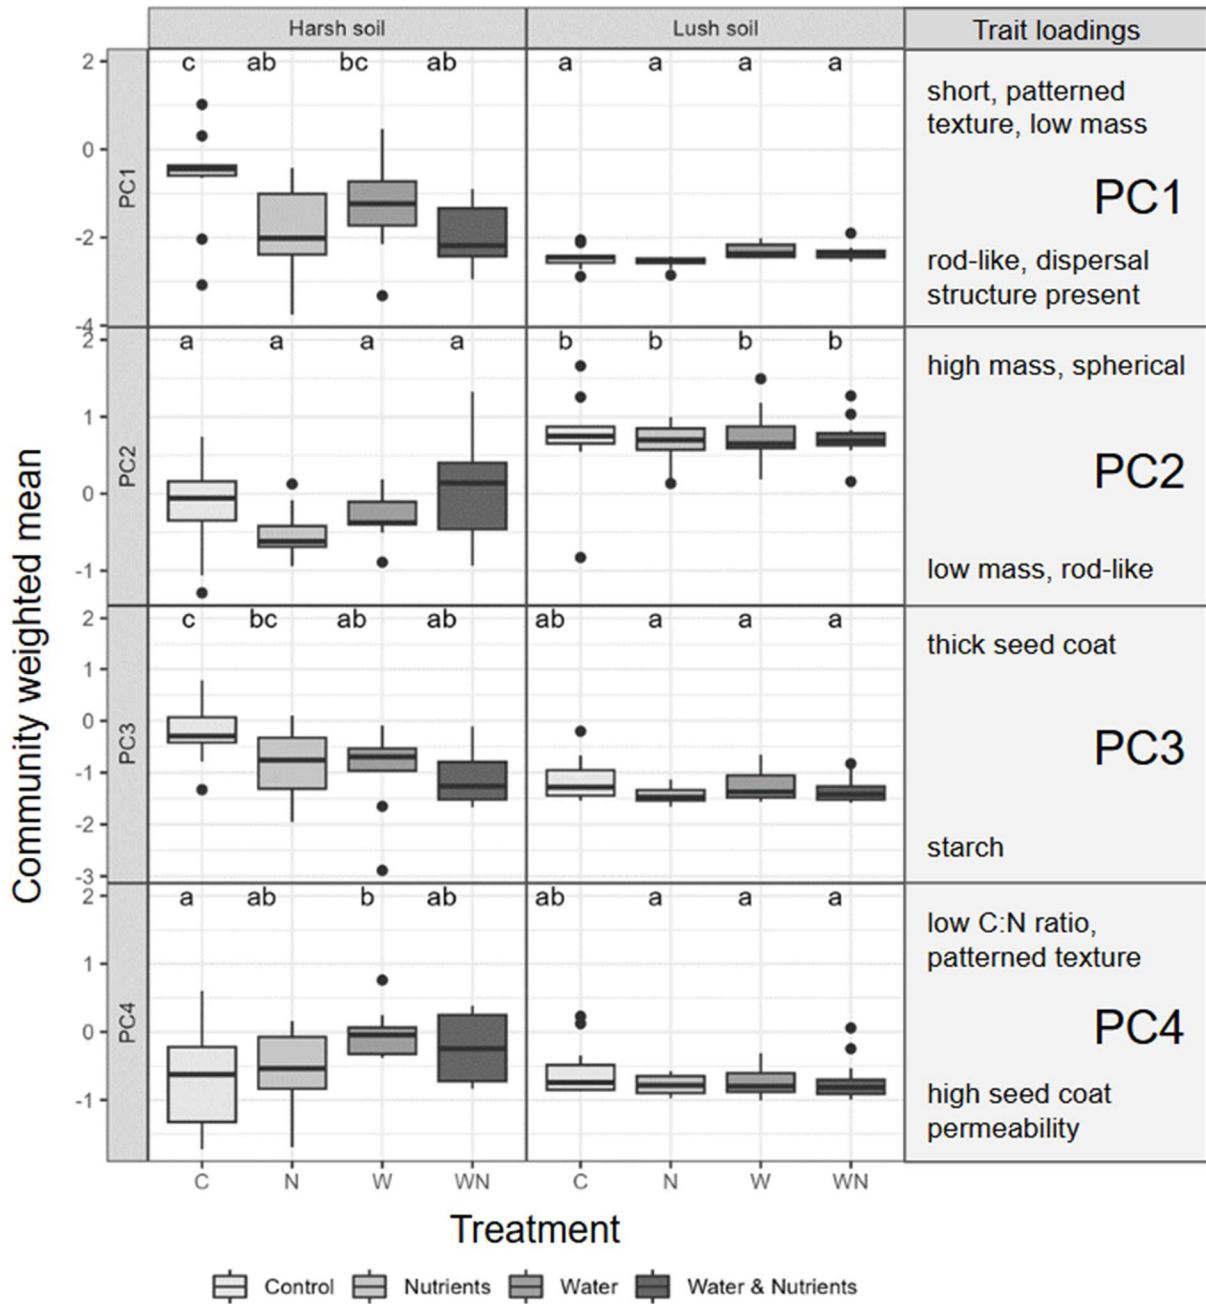 Harsh soil Lush soil Trait loadings
Community weighted mean
PC1
2
0
-2
-4
c ab bc ab a a a a
short, patterned
texture, low mass
PC1
rod-like, dispersal
structure present
PC2
2
1
0
-1
a a a a b b b b
high mass, spherical
PC2
low mass, rod-like
PC3
2
1
0
-1
-2
-3
c bc ab ab ab a a a
thick seed coat
PC3
starch
PC4
2
1
0
-1
a ab b ab ab a a a
low C:N ratio,
patterned texture
PC4
high seed coat
permeability
C N W WN C N W WN
Treatment
Control Nutrients Water Water & Nutrients